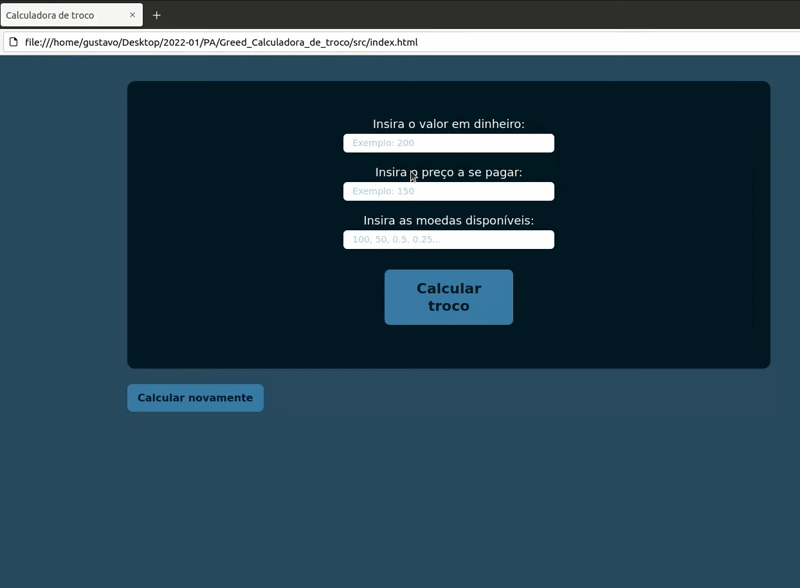 Calculadora de troco
file:///home/gustavo/Desktop/2022-01/PA/Greed_Calculadora_de_troco/src/index.html
Insira o valor em dinheiro:
Exemplo: 200
Insira o preço a se pagar:
Exemplo: 150
Insira as moedas disponíveis:
100, 50, 0.5, 0.25...
Calcular
troco
Calcular novamente